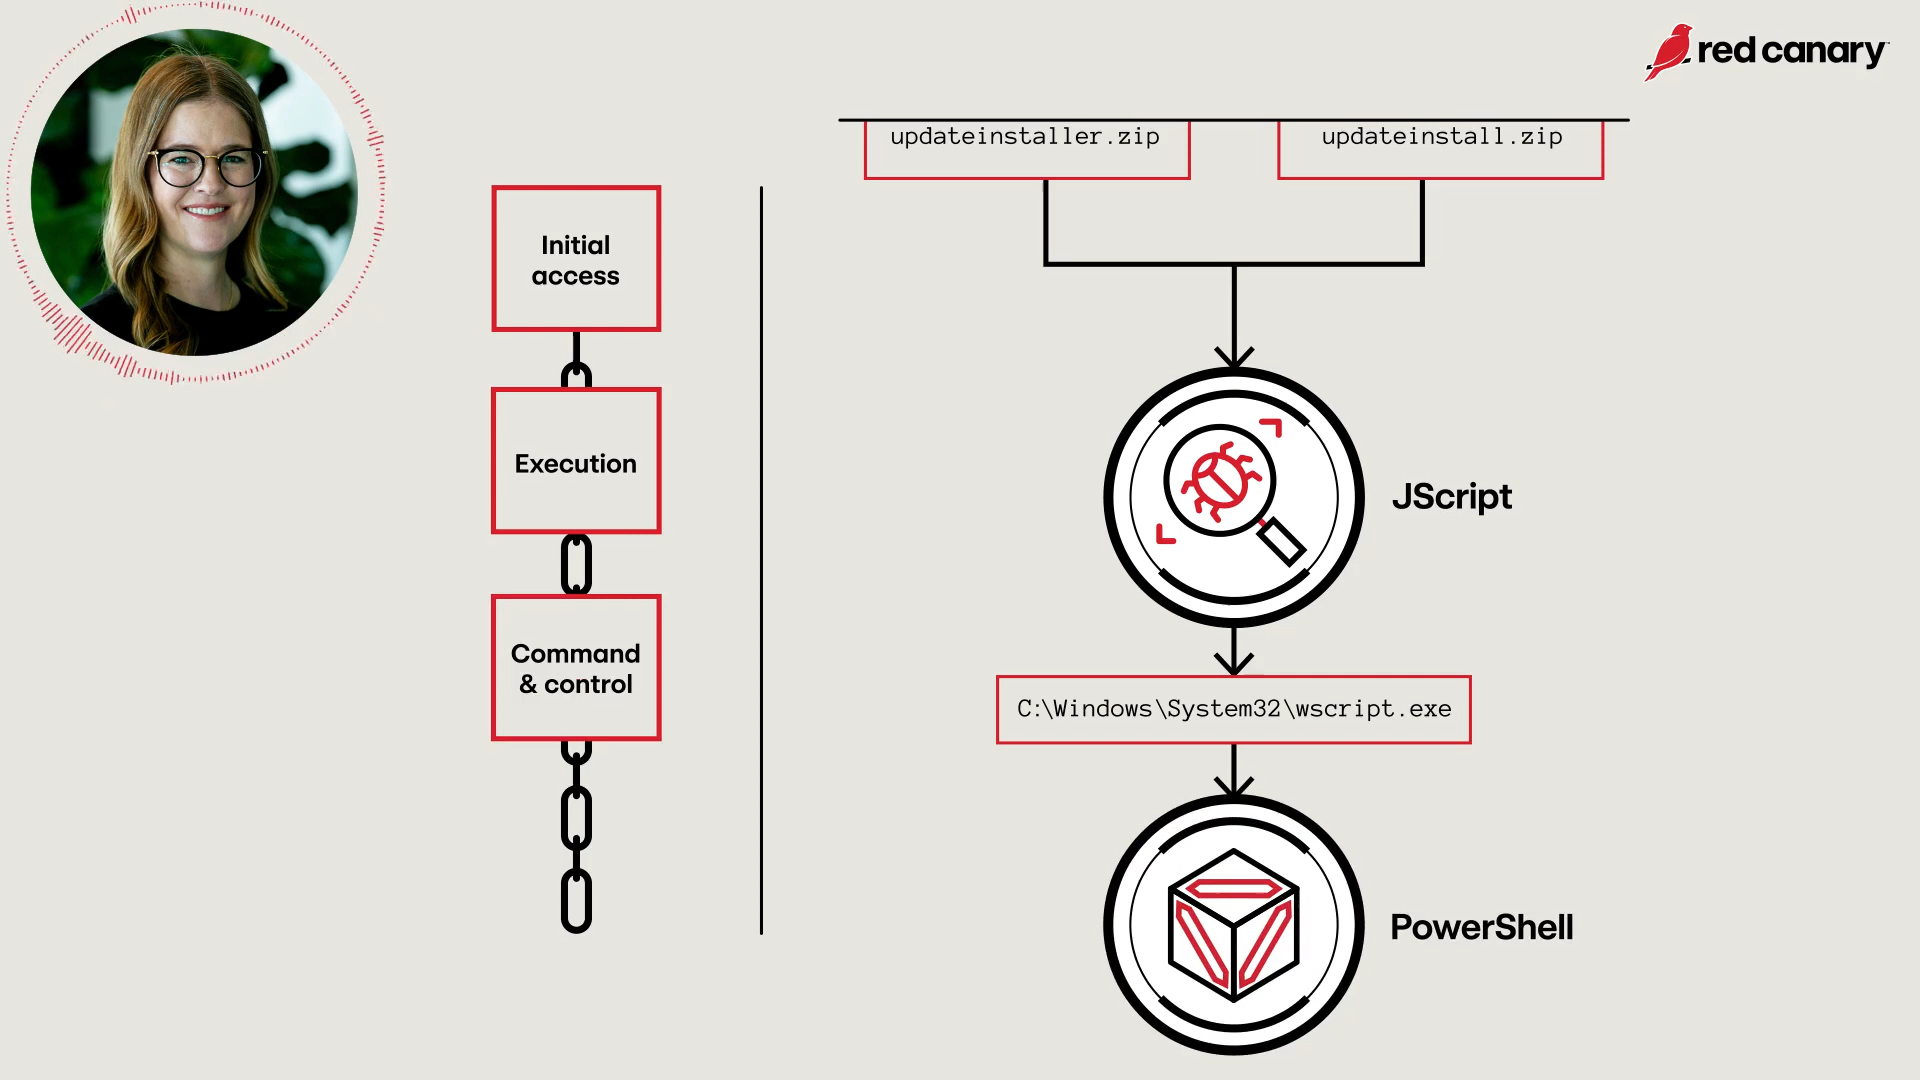 red canary
updateinstaller.zip
updateinstall.zip
Initial
access
Execution
Command
& control
JScript
C:\Windows\System32\wscript.exe
PowerShell